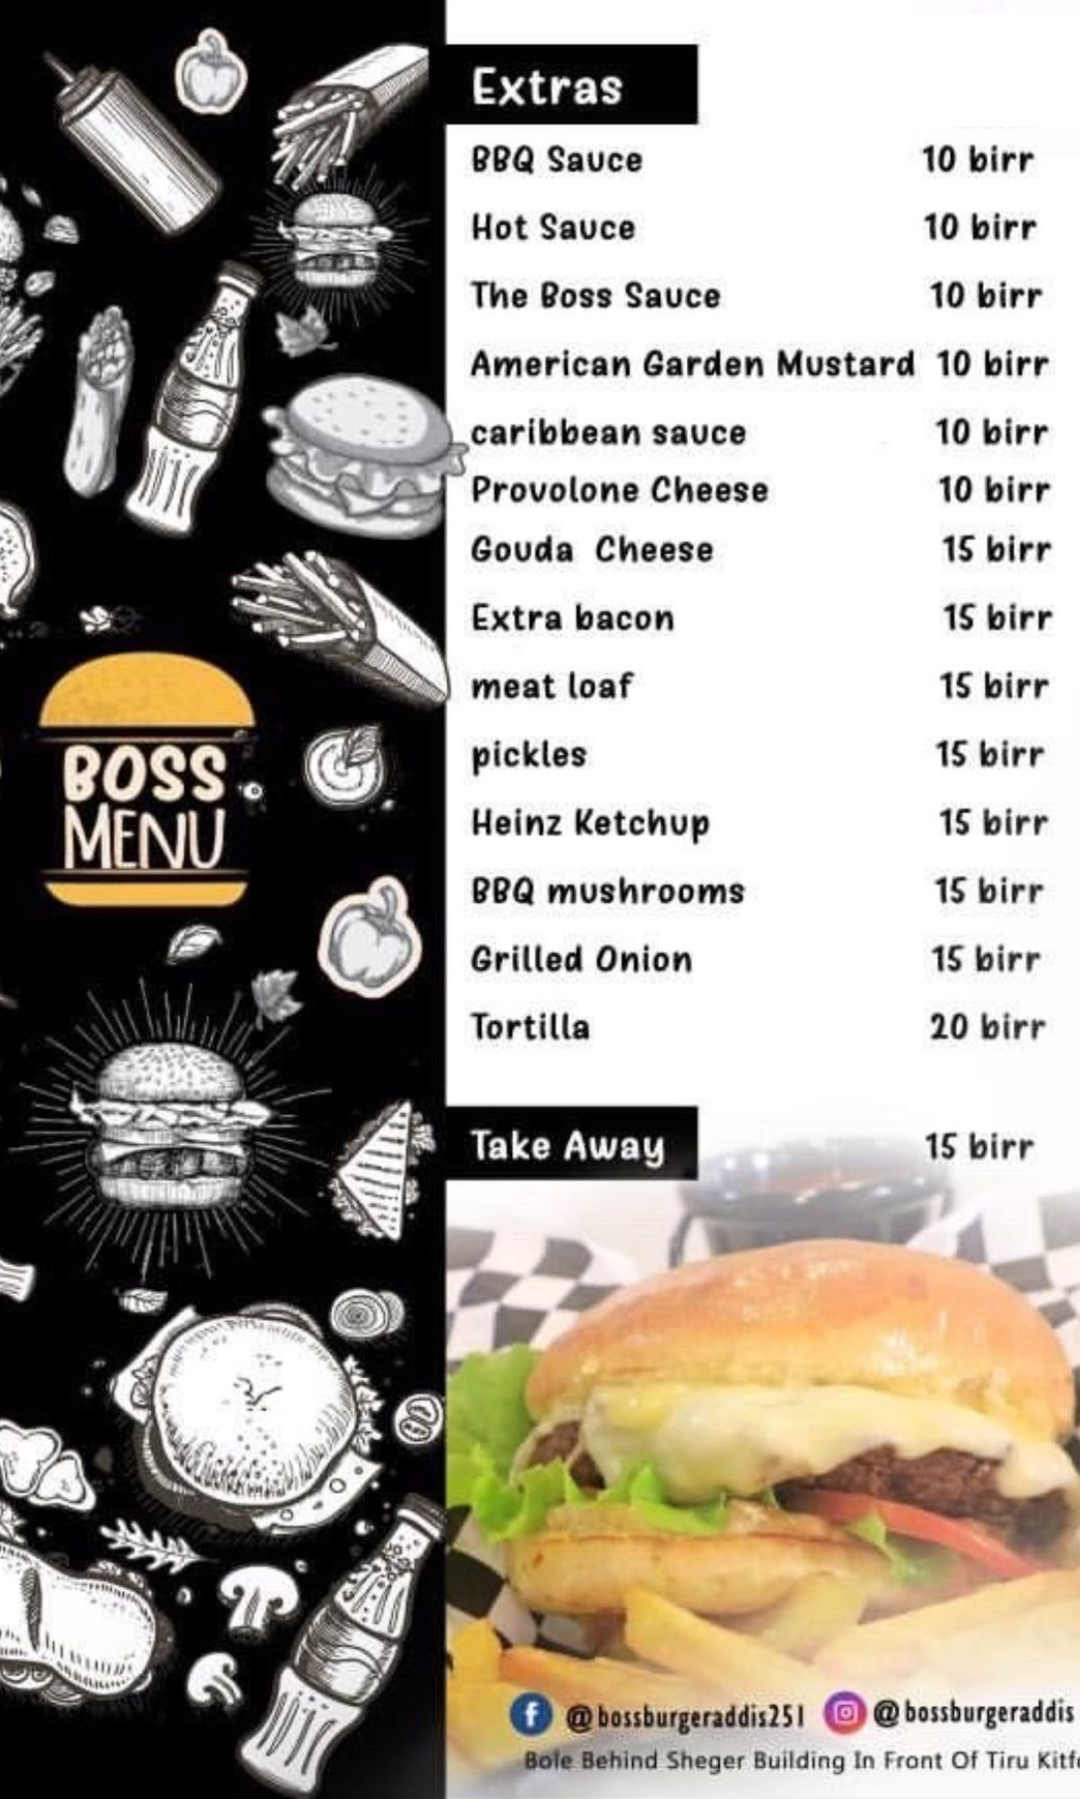 Extras
BBQ Sauce 10 birr
Hot Sauce 10 birr
The Boss Sauce 10 birr
American Garden Mustard 10 birr
caribbean sauce 10 birr
Provolone Cheese 10 birr
Gouda Cheese 15 birr
Extra bacon 15 birr
meat loaf 15 birr
pickles 15 birr
Heinz Ketchup 15 birr
BBQ mushrooms 15 birr
Grilled Onion 15 birr
Tortilla 20 birr
Take Away 15 birr
BOSS
MENU
@bossburgeraddis251 @bossburgeraddis
Bole Behind Sheger Building In Front Of Tiru